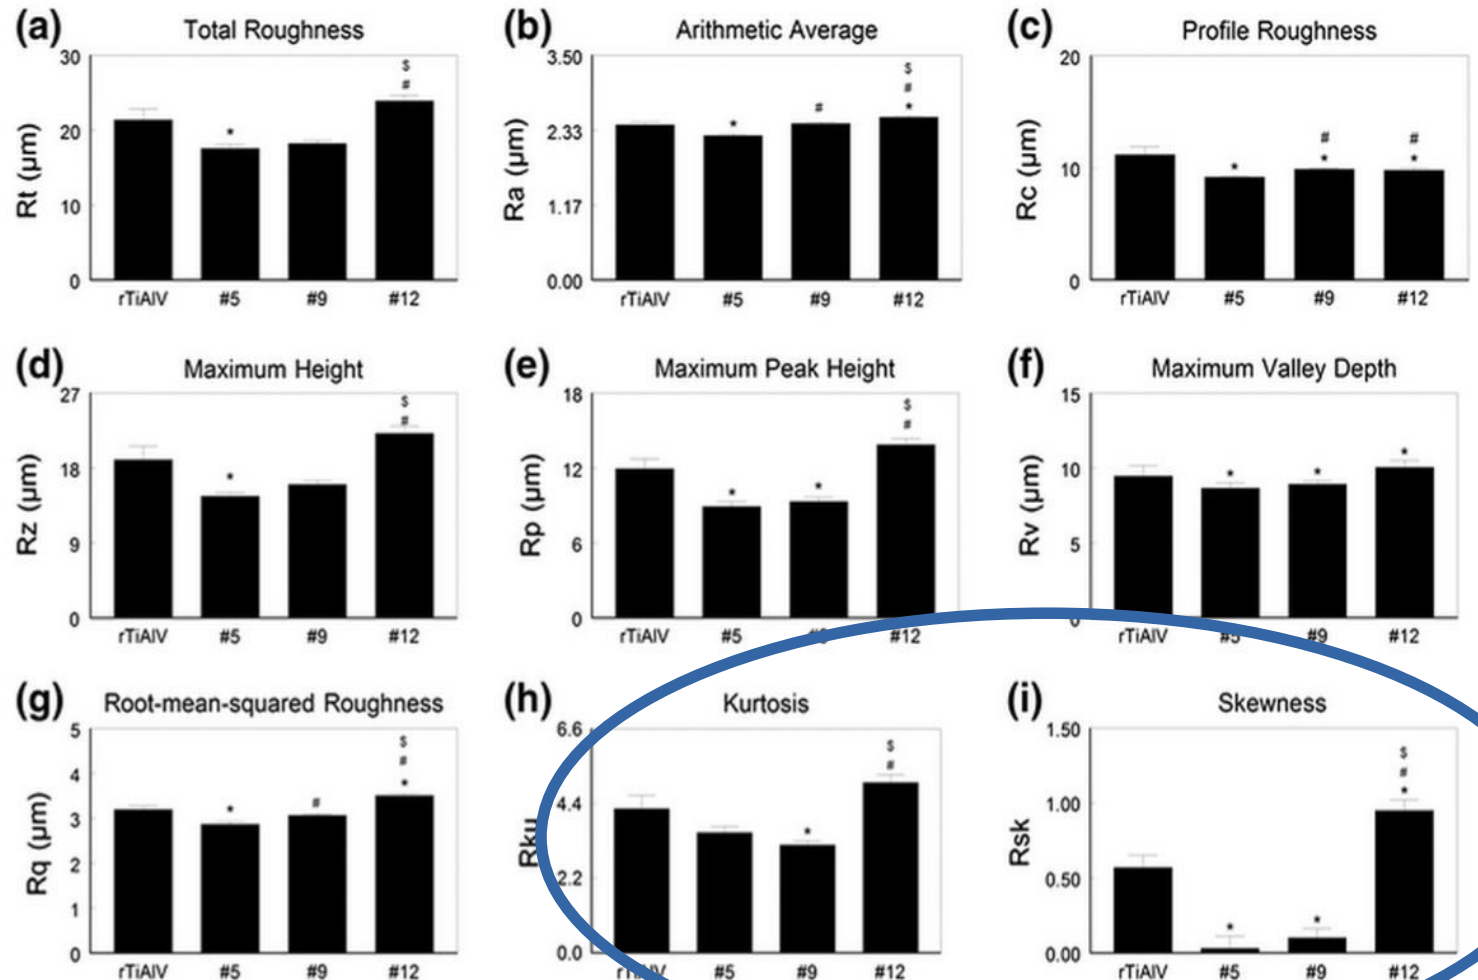 (a) Total Roughness
30
$
#
*
20
10
0
Rt (µm)
rTiAlV #5 #9 #12
(b) Arithmetic Average
3.50
$
#
# *
*
2.33
1.17
0.00
Ra (µm)
rTiAlV #5 #9 #12
(c) Profile Roughness
20
# #
* * *
10
0
Rc (µm)
rTiAlV #5 #9 #12
(d) Maximum Height
27
$
#
*
18
9
0
Rz (µm)
rTiAlV #5 #9 #12
(e) Maximum Peak Height
18
$
#
* *
12
6
0
Rp (µm)
rTiAlV #5 #9 #12
(f) Maximum Valley Depth
15
* * *
10
5
0
Rv (µm)
rTiAlV #5 #9 #12
(g) Root-mean-squared Roughness
5
$
#
* # *
4
3
2
1
0
Rq (µm)
rTiAlV #5 #9 #12
(h) Kurtosis
6.6
$
#
*
4.4
2.2
0.0
Rku
rTiAlV #5 #9 #12
(i) Skewness
1.50
$
#
*
1.00
0.50
* *
0.00
Rsk
rTiAlV #5 #9 #12